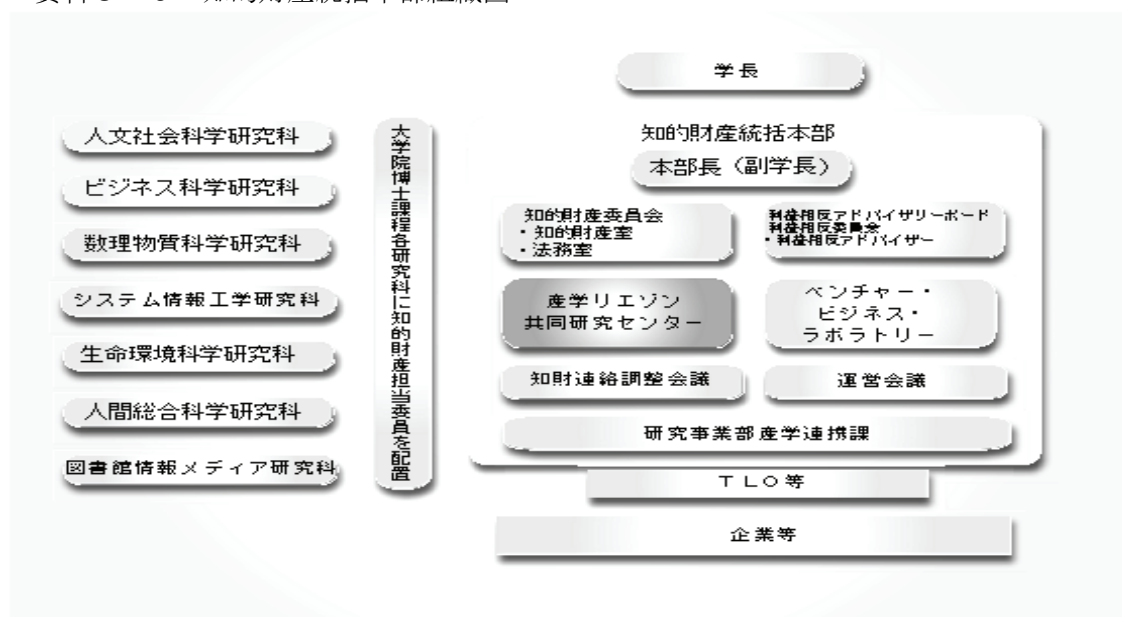 学長
人文社会科学研究科
ビジネス科学研究科
数理物質科学研究科
システム情報工学研究科
生命環境科学研究科
人間総合科学研究科
図書館情報メディア研究科
大学院博士課程各研究科に知的財産担当委員を配置
知的財産統括本部
本部長（副学長）
知的財産委員会
・知的財産室
・法務室
利益相反アドバイザリーボード
利益相反委員会
・利益相反アドバイザー
産学リエゾン
共同研究センター
ベンチャー・
ビジネス・
ラボラトリー
知財連絡調整会議
運営会議
研究事業部産学連携課
ＴＬＯ等
企業等